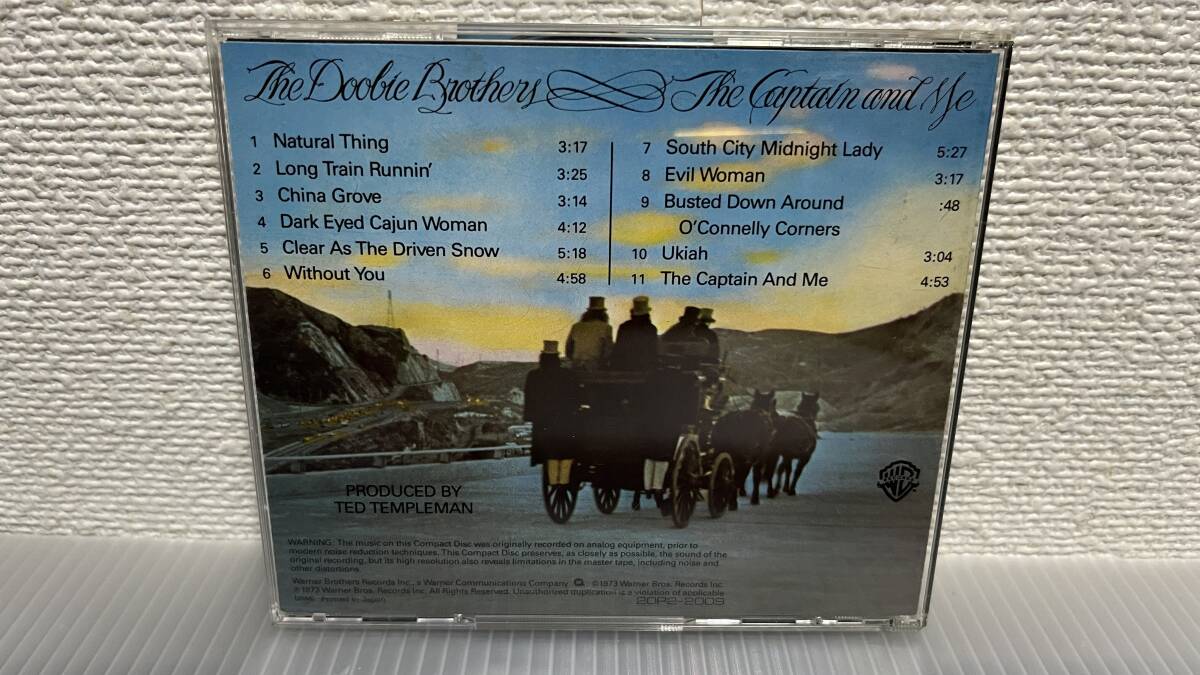 The Doobie Brothers The Captain and Me
1 Natural Thing 3:17
2 Long Train Runnin' 3:25
3 China Grove 3:14
4 Dark Eyed Cajun Woman 4:12
5 Clear As The Driven Snow 5:18
6 Without You 4:58
7 South City Midnight Lady 5:27
8 Evil Woman 3:17
9 Busted Down Around :48
O'Connelly Corners
10 Ukiah 3:04
11 The Captain And Me 4:53
PRODUCED BY
TED TEMPLEMAN
WARNING: The music on this Compact Disc was originally recorded on analog equipment, prior to
modern noise reduction techniques. This Compact Disc preserves, as closely as possible, the sound of the
original recording, but its high resolution also reveals limitations in the master tape, including noise and
other distortions.
Warner Brothers Records Inc., a Warner Communications Company ©1973 Warner Bros. Records Inc.
℗1973 Warner Bros. Records Inc. All Rights Reserved. Unauthorized duplication is a violation of applicable
laws. Printed in Japan
20P2-2009